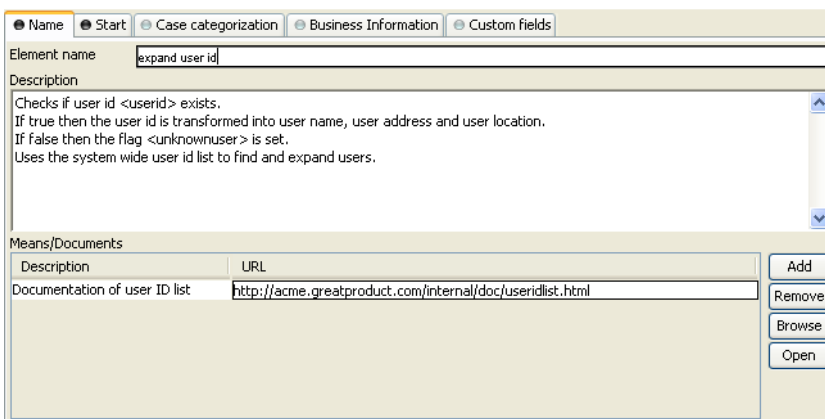 Name Start Case categorization Business Information Custom fields
Element name expand user id
Description
Checks if user id <userid> exists.
If true then the user id is transformed into user name, user address and user location.
If false then the flag <unknownuser> is set.
Uses the system wide user id list to find and expand users.
Means/Documents
Description URL Add
Documentation of user ID list http://acme.greatproduct.com/internal/doc/useridlist.html Remove
Browse
Open